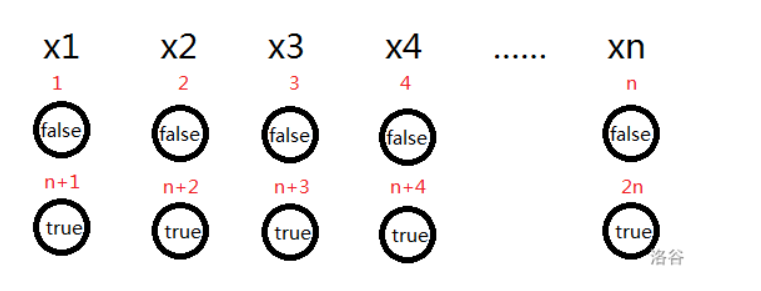 x1 x2 x3 x4 ...... xn
1 2 3 4 n
false false false false false
n+1 n+2 n+3 n+4 2n
true true true true true
洛谷